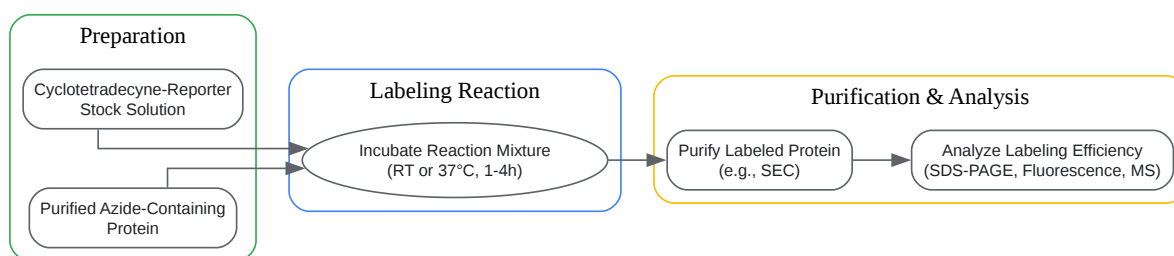 Preparation
Cyclotetradecyne-Reporter
Stock Solution
Purified Azide-Containing
Protein
Labeling Reaction
Incubate Reaction Mixture
(RT or 37°C, 1-4h)
Purification & Analysis
Purify Labeled Protein
(e.g., SEC)
Analyze Labeling Efficiency
(SDS-PAGE, Fluorescence, MS)